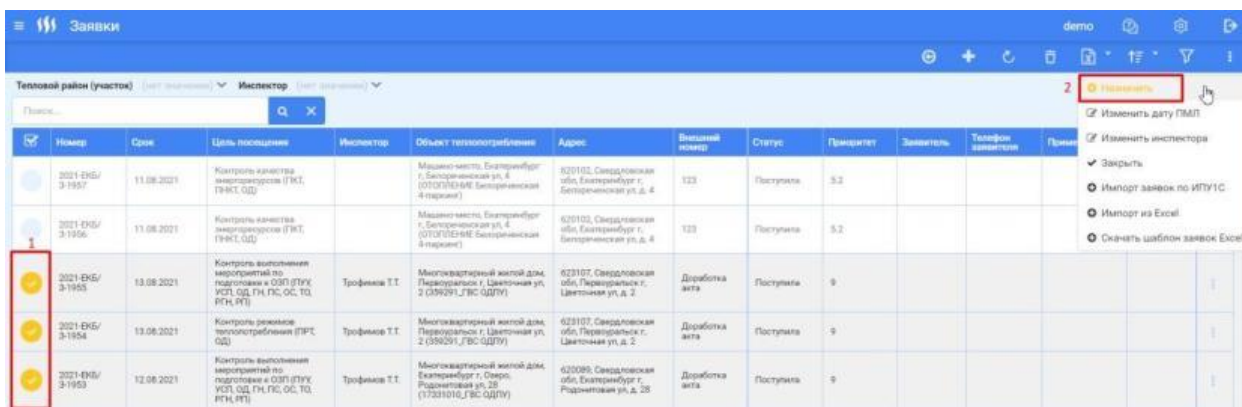 Заявки
demo
Тепловой район (участок) (нет значения) Инспектор (нет значения)
2
Назначить
Поиск...
Изменить дату ПМЛ
Изменить инспектора
Закрыть
Импорт заявок по ИПУ1С
Импорт из Excel
Скачать шаблон заявок Excel
Номер Срок Цель посещения Инспектор Объект теплопотребления Адрес Внешний номер Статус Приоритет Заявитель Телефон заявителя Приме
2021-ЕКБ/
3-1957
11.08.2021
Контроль качества
энергоресурсов (ПКТ,
ПНКТ, ОД)
Машино-место, Екатеринбург
г, Белореченская ул, 4
(ОТОПЛЕНИЕ Белореченская
4-паркинг)
620102, Свердловская
обл, Екатеринбург г,
Белореченская ул, д. 4
123
Поступила
5.2
1
2021-ЕКБ/
3-1956
11.08.2021
Контроль качества
энергоресурсов (ПКТ,
ПНКТ, ОД)
Машино-место, Екатеринбург
г, Белореченская ул, 4
(ОТОПЛЕНИЕ Белореченская
4-паркинг)
620102, Свердловская
обл, Екатеринбург г,
Белореченская ул, д. 4
123
Поступила
5.2
2021-ЕКБ/
3-1955
13.08.2021
Контроль выполнения
мероприятий по
подготовке к ОЗП (ПУУ,
УСП, ОД, ГН, ПС, ОС, ТО,
РГН, РП)
Трофимов Т.Т.
Многоквартирный жилой дом,
Первоуральск г, Цветочная ул,
2 (359291_ГВС ОДПУ)
623107, Свердловская
обл, Первоуральск г,
Цветочная ул, д. 2
Доработка
акта
Поступила
9
2021-ЕКБ/
3-1954
13.08.2021
Контроль режимов
теплопотребления (ПРТ,
ОД)
Трофимов Т.Т.
Многоквартирный жилой дом,
Первоуральск г, Цветочная ул,
2 (359291_ГВС ОДПУ)
623107, Свердловская
обл, Первоуральск г,
Цветочная ул, д. 2
Доработка
акта
Поступила
9
2021-ЕКБ/
3-1953
12.08.2021
Контроль выполнения
мероприятий по
подготовке к ОЗП (ПУУ,
УСП, ОД, ГН, ПС, ОС, ТО,
РГН, РП)
Трофимов Т.Т.
Многоквартирный жилой дом,
Екатеринбург г, Озеро,
Родонитовая ул, 28
(17331010_ГВС ОДПУ)
620089, Свердловская
обл, Екатеринбург г,
Родонитовая ул, д. 28
Доработка
акта
Поступила
9